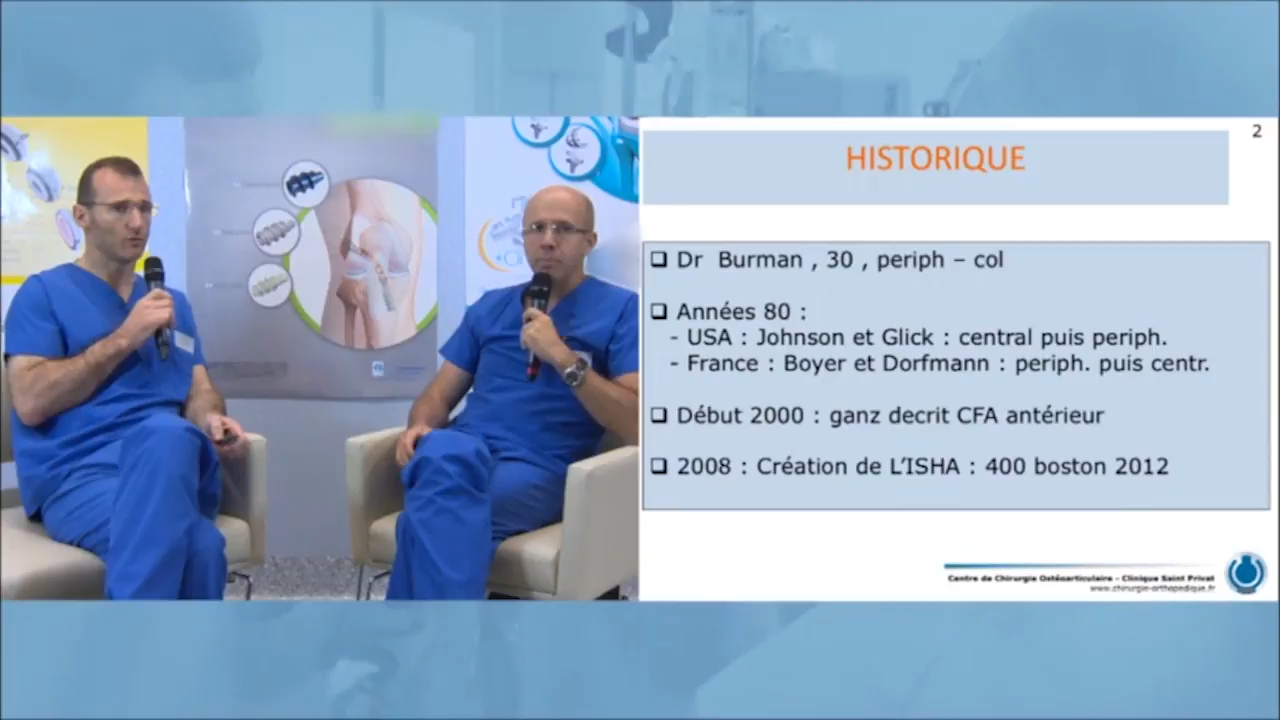 2
HISTORIQUE
❑ Dr Burman , 30 , periph – col
❑ Années 80 :
- USA : Johnson et Glick : central puis periph.
- France : Boyer et Dorfmann : periph. puis centr.
❑ Début 2000 : ganz decrit CFA antérieur
❑ 2008 : Création de L’ISHA : 400 boston 2012
Centre de Chirurgie Ostéoarticulaire - Clinique Saint Privat
www.chirurgie-orthopedique.fr